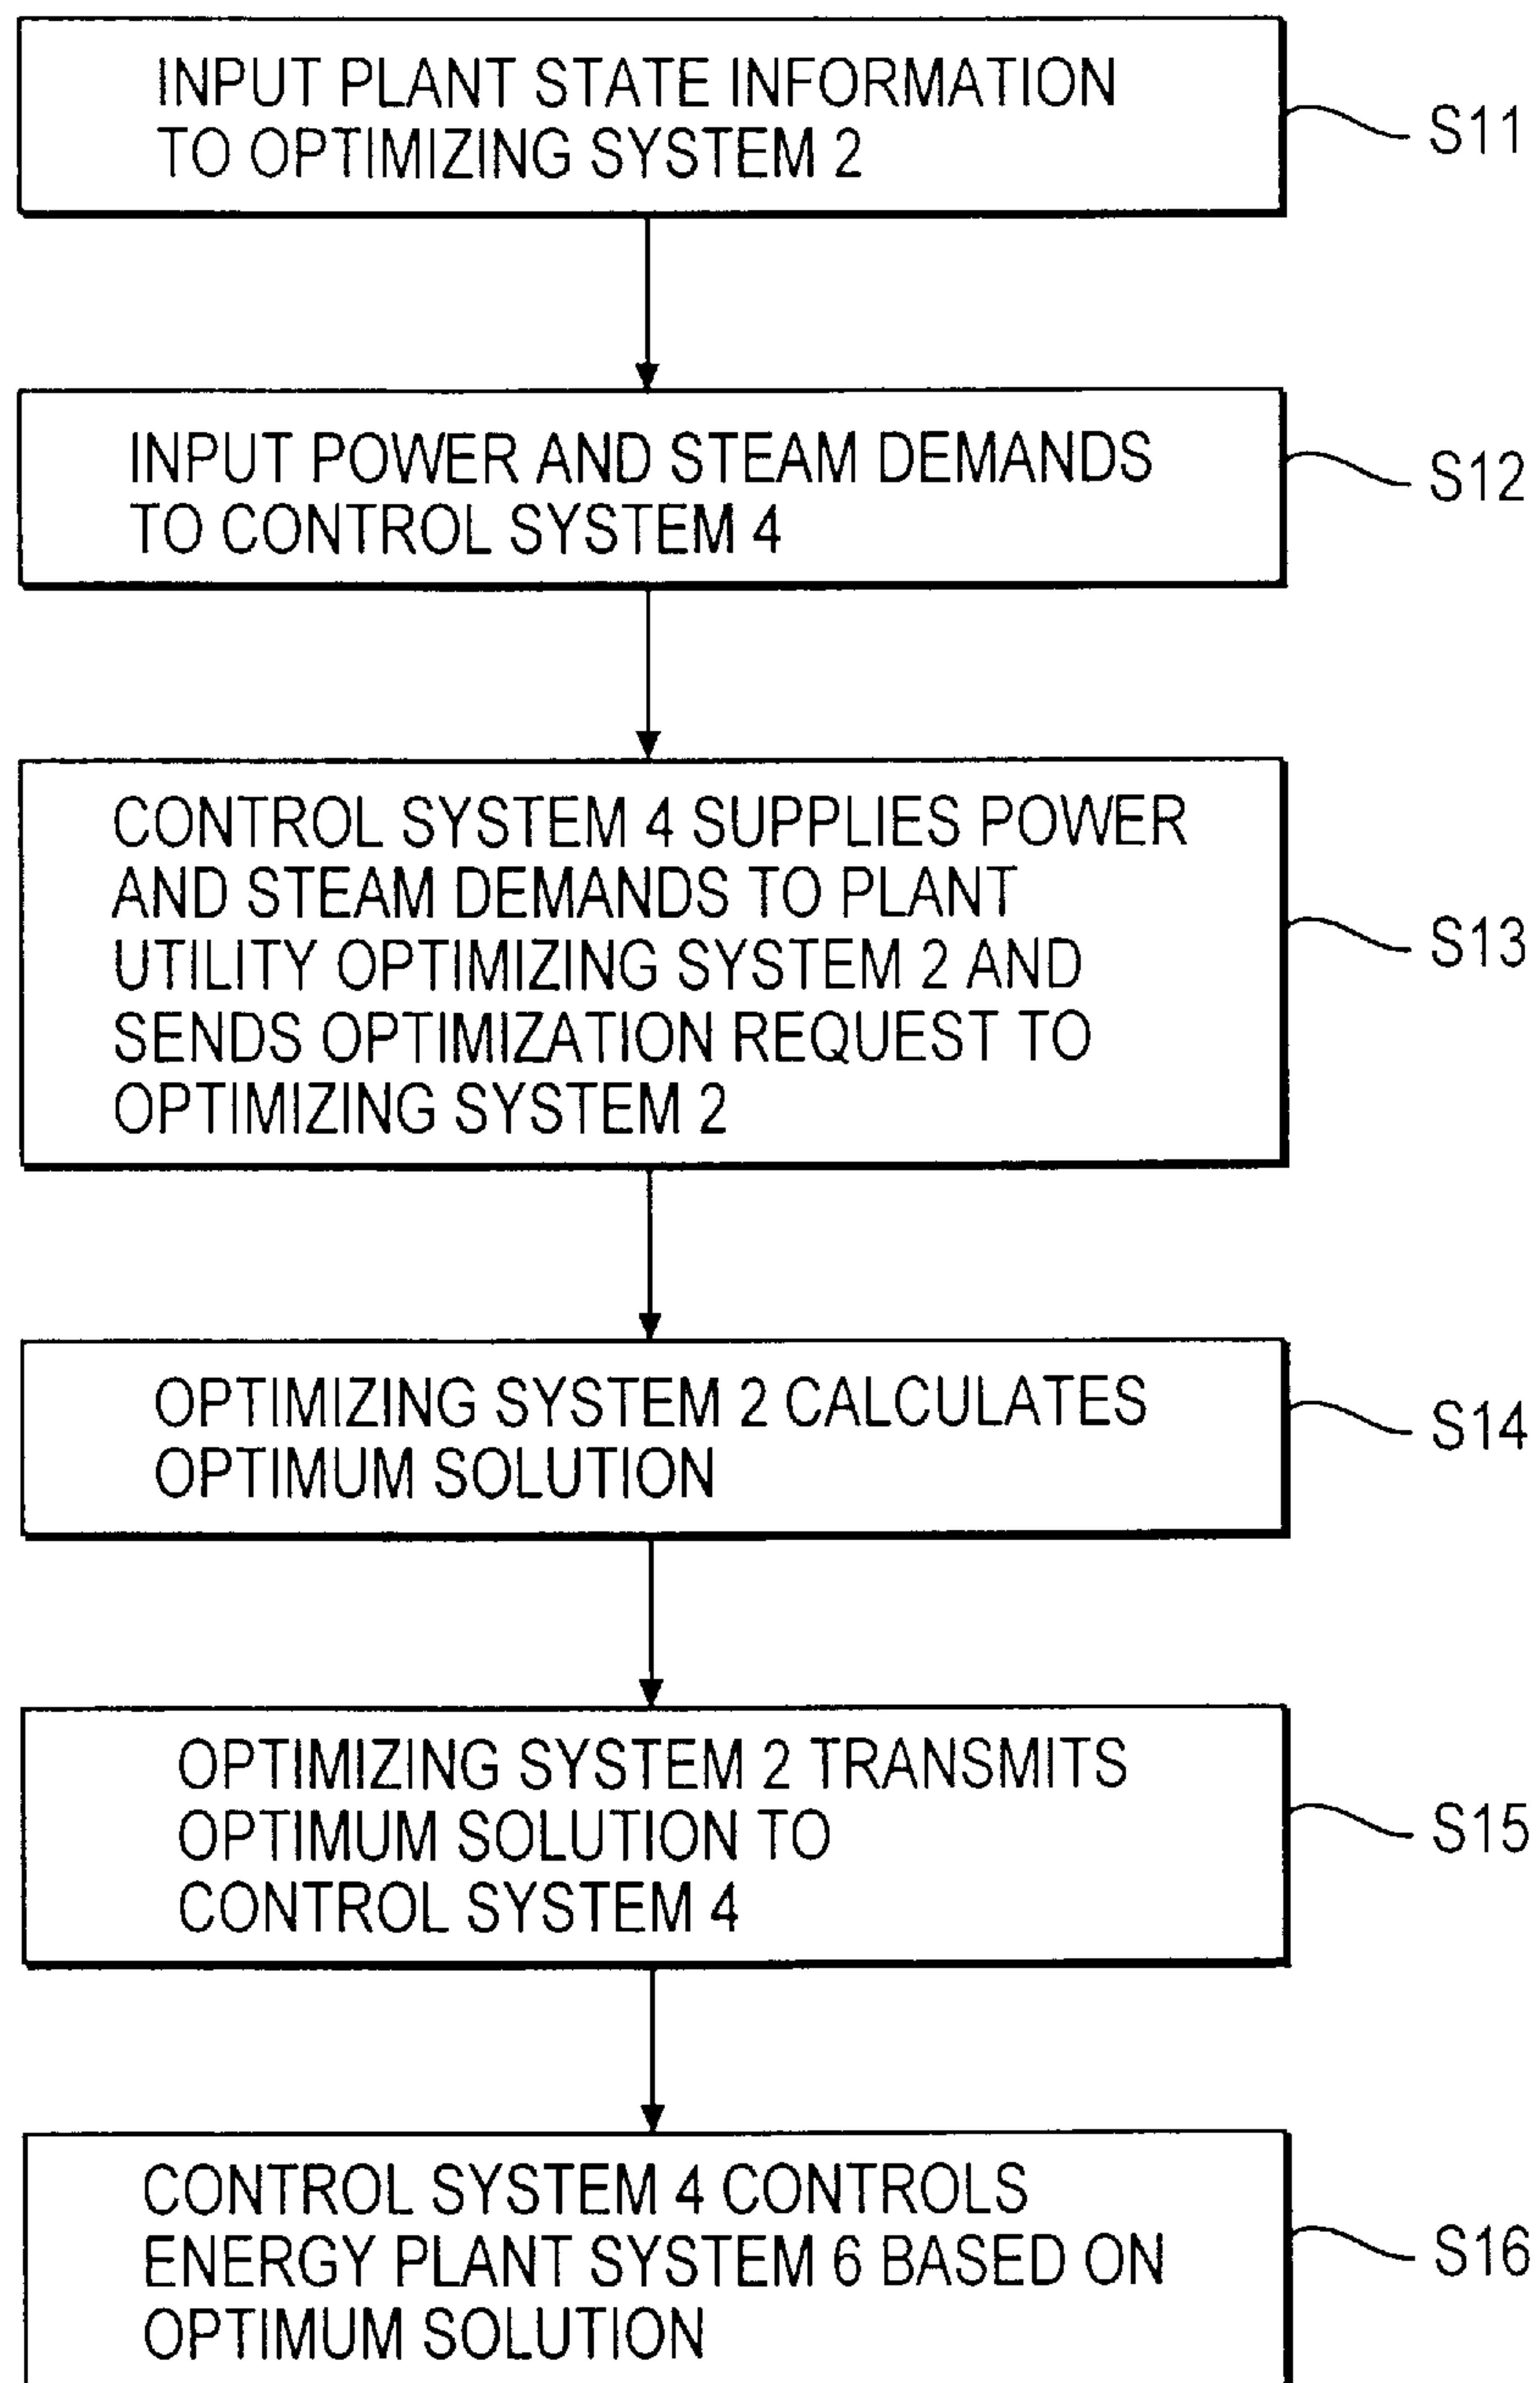 INPUT PLANT STATE INFORMATION
TO OPTIMIZING SYSTEM 2
S11
INPUT POWER AND STEAM DEMANDS
TO CONTROL SYSTEM 4
S12
CONTROL SYSTEM 4 SUPPLIES POWER
AND STEAM DEMANDS TO PLANT
UTILITY OPTIMIZING SYSTEM 2 AND
SENDS OPTIMIZATION REQUEST TO
OPTIMIZING SYSTEM 2
S13
OPTIMIZING SYSTEM 2 CALCULATES
OPTIMUM SOLUTION
S14
OPTIMIZING SYSTEM 2 TRANSMITS
OPTIMUM SOLUTION TO
CONTROL SYSTEM 4
S15
CONTROL SYSTEM 4 CONTROLS
ENERGY PLANT SYSTEM 6 BASED ON
OPTIMUM SOLUTION
S16